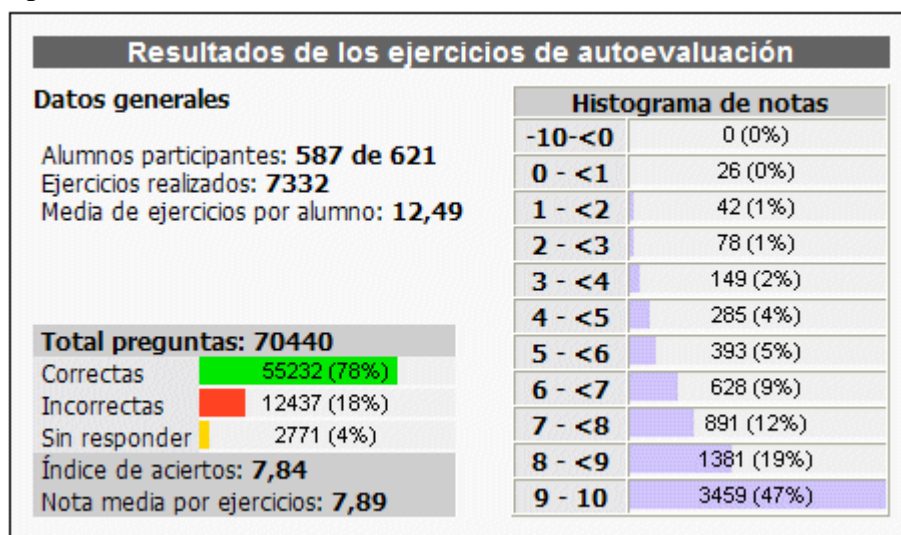 Resultados de los ejercicios de autoevaluación
Datos generales
Alumnos participantes: 587 de 621
Ejercicios realizados: 7332
Media de ejercicios por alumno: 12,49
Total preguntas: 70440
Correctas 55232 (78%)
Incorrectas 12437 (18%)
Sin responder 2771 (4%)
Índice de aciertos: 7,84
Nota media por ejercicios: 7,89
Histograma de notas
-10-<0 0 (0%)
0 - <1 26 (0%)
1 - <2 42 (1%)
2 - <3 78 (1%)
3 - <4 149 (2%)
4 - <5 285 (4%)
5 - <6 393 (5%)
6 - <7 628 (9%)
7 - <8 891 (12%)
8 - <9 1381 (19%)
9 - 10 3459 (47%)